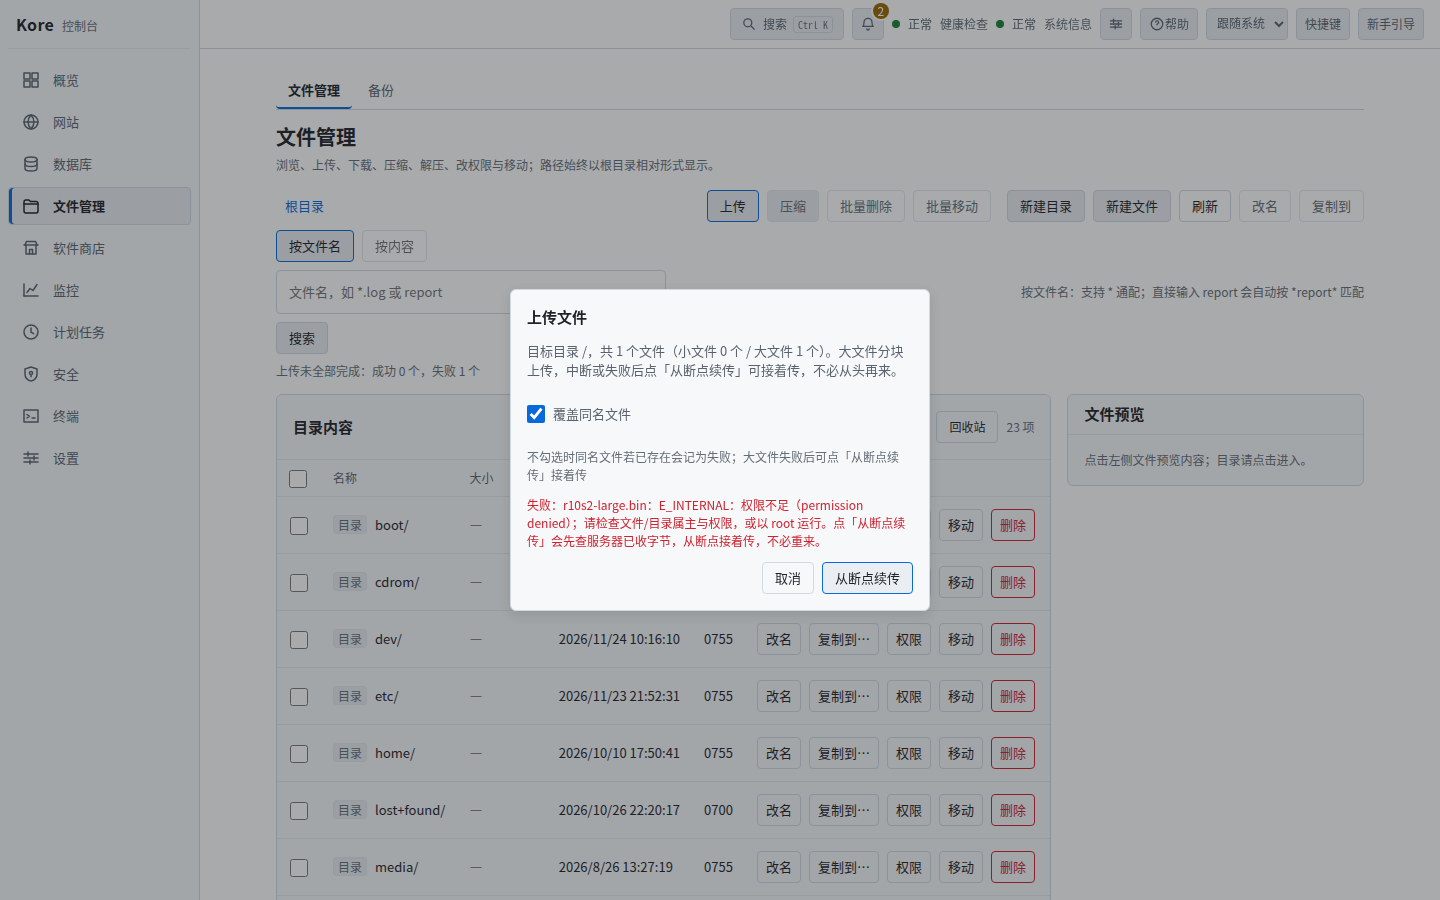 Kore 控制台
搜索 Ctrl K
2
正常 健康检查
正常 系统信息
帮助
跟随系统
快捷键
新手引导
概览
网站
数据库
文件管理
软件商店
监控
计划任务
安全
终端
设置
文件管理 备份
文件管理
浏览、上传、下载、压缩、解压、改权限与移动；路径始终以根目录相对形式显示。
根目录
上传 压缩 批量删除 批量移动 新建目录 新建文件 刷新 改名 复制到
按文件名 按内容
文件名，如 *.log 或 report
按文件名：支持 * 通配；直接输入 report 会自动按 *report* 匹配
搜索
上传未全部完成：成功 0 个，失败 1 个
目录内容
回收站 23 项
名称 大小
目录 boot/ — 移动 删除
目录 cdrom/ — 移动 删除
目录 dev/ — 2026/11/24 10:16:10 0755 改名 复制到… 权限 移动 删除
目录 etc/ — 2026/11/23 21:52:31 0755 改名 复制到… 权限 移动 删除
目录 home/ — 2026/10/10 17:50:41 0755 改名 复制到… 权限 移动 删除
目录 lost+found/ — 2026/10/26 22:20:17 0700 改名 复制到… 权限 移动 删除
目录 media/ — 2026/8/26 13:27:19 0755 改名 复制到… 权限 移动 删除
文件预览
点击左侧文件预览内容；目录请点击进入。
上传文件
目标目录 /，共 1 个文件（小文件 0 个 / 大文件 1 个）。大文件分块
上传，中断或失败后点「从断点续传」可接着传，不必从头再来。
覆盖同名文件
不勾选时同名文件若已存在会记为失败；大文件失败后可点「从断点续
传」接着传
失败：r10s2-large.bin：E_INTERNAL：权限不足（permission
denied）；请检查文件/目录属主与权限，或以 root 运行。点「从断点续
传」会先查服务器已收字节，从断点接着传，不必重来。
取消 从断点续传